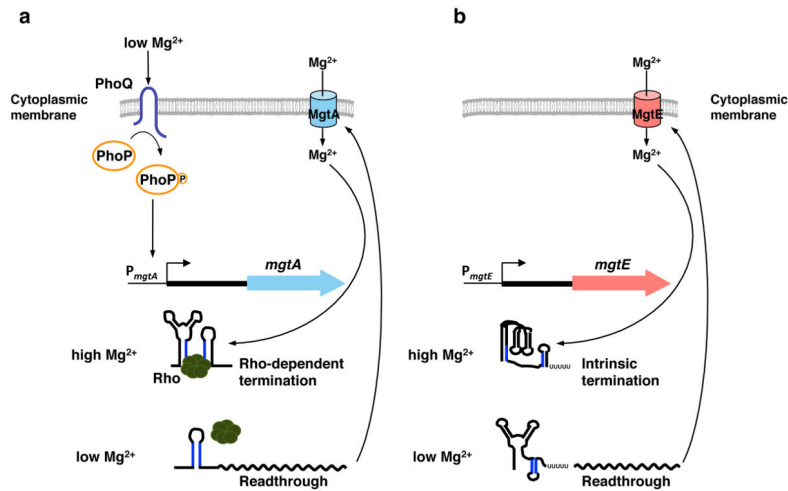 a
low Mg2+
PhoQ
Cytoplasmic
membrane
PhoP
PhoP P
Mg2+
MgtA
Mg2+
PmgtA
mgtA
high Mg2+
Rho
Rho-dependent
termination
low Mg2+
Readthrough
b
Mg2+
MgtE
Mg2+
Cytoplasmic
membrane
PmgtE
mgtE
high Mg2+
UUUUU
Intrinsic
termination
low Mg2+
UUUUU
Readthrough